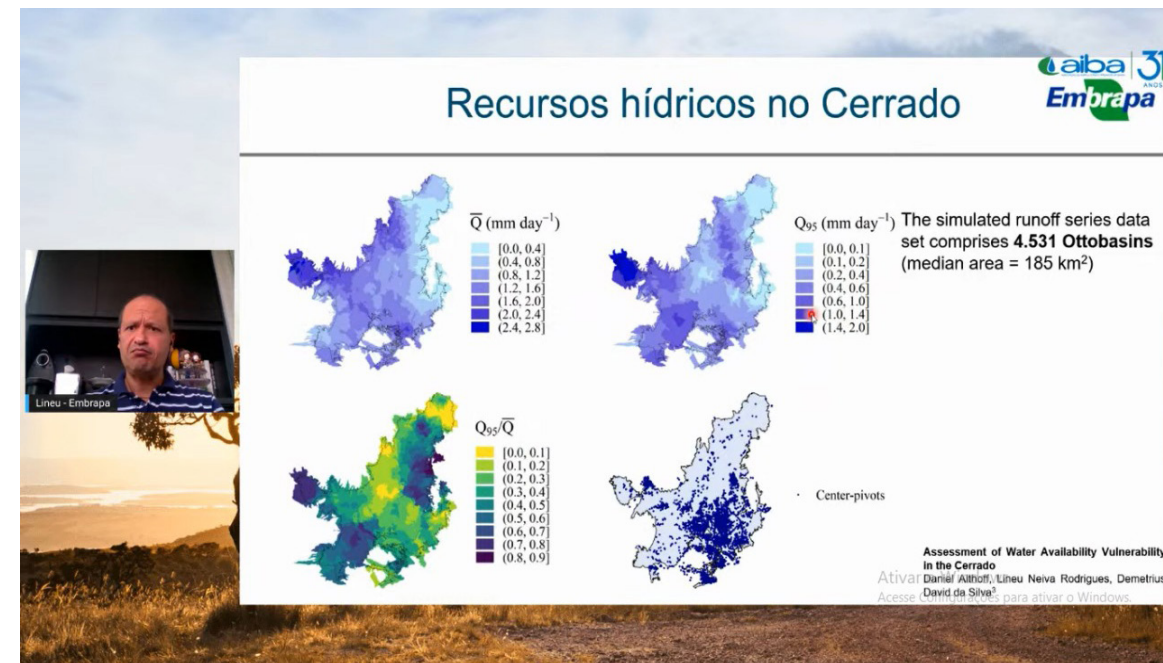 aiba 31
ANOS
Embrapa
Recursos hídricos no Cerrado
Q̅ (mm day⁻¹)
[0.0, 0.4]
(0.4, 0.8]
(0.8, 1.2]
(1.2, 1.6]
(1.6, 2.0]
(2.0, 2.4]
(2.4, 2.8]
Q₉₅ (mm day⁻¹)
[0.0, 0.1]
(0.1, 0.2]
(0.2, 0.4]
(0.4, 0.6]
(0.6, 1.0]
(1.0, 1.4]
(1.4, 2.0]
The simulated runoff series data
set comprises 4.531 Ottobasins
(median area = 185 km²)
Lineu - Embrapa
Q₉₅/Q̅
[0.0, 0.1]
(0.1, 0.2]
(0.2, 0.3]
(0.3, 0.4]
(0.4, 0.5]
(0.5, 0.6]
(0.6, 0.7]
(0.7, 0.8]
(0.8, 0.9]
Center-pivots
Assessment of Water Availability Vulnerability
in the Cerrado
Daniel Althoff, Lineu Neiva Rodrigues, Demetrius
David da Silva³
Ativar o Windows
Acesse Configurações para ativar o Windows.